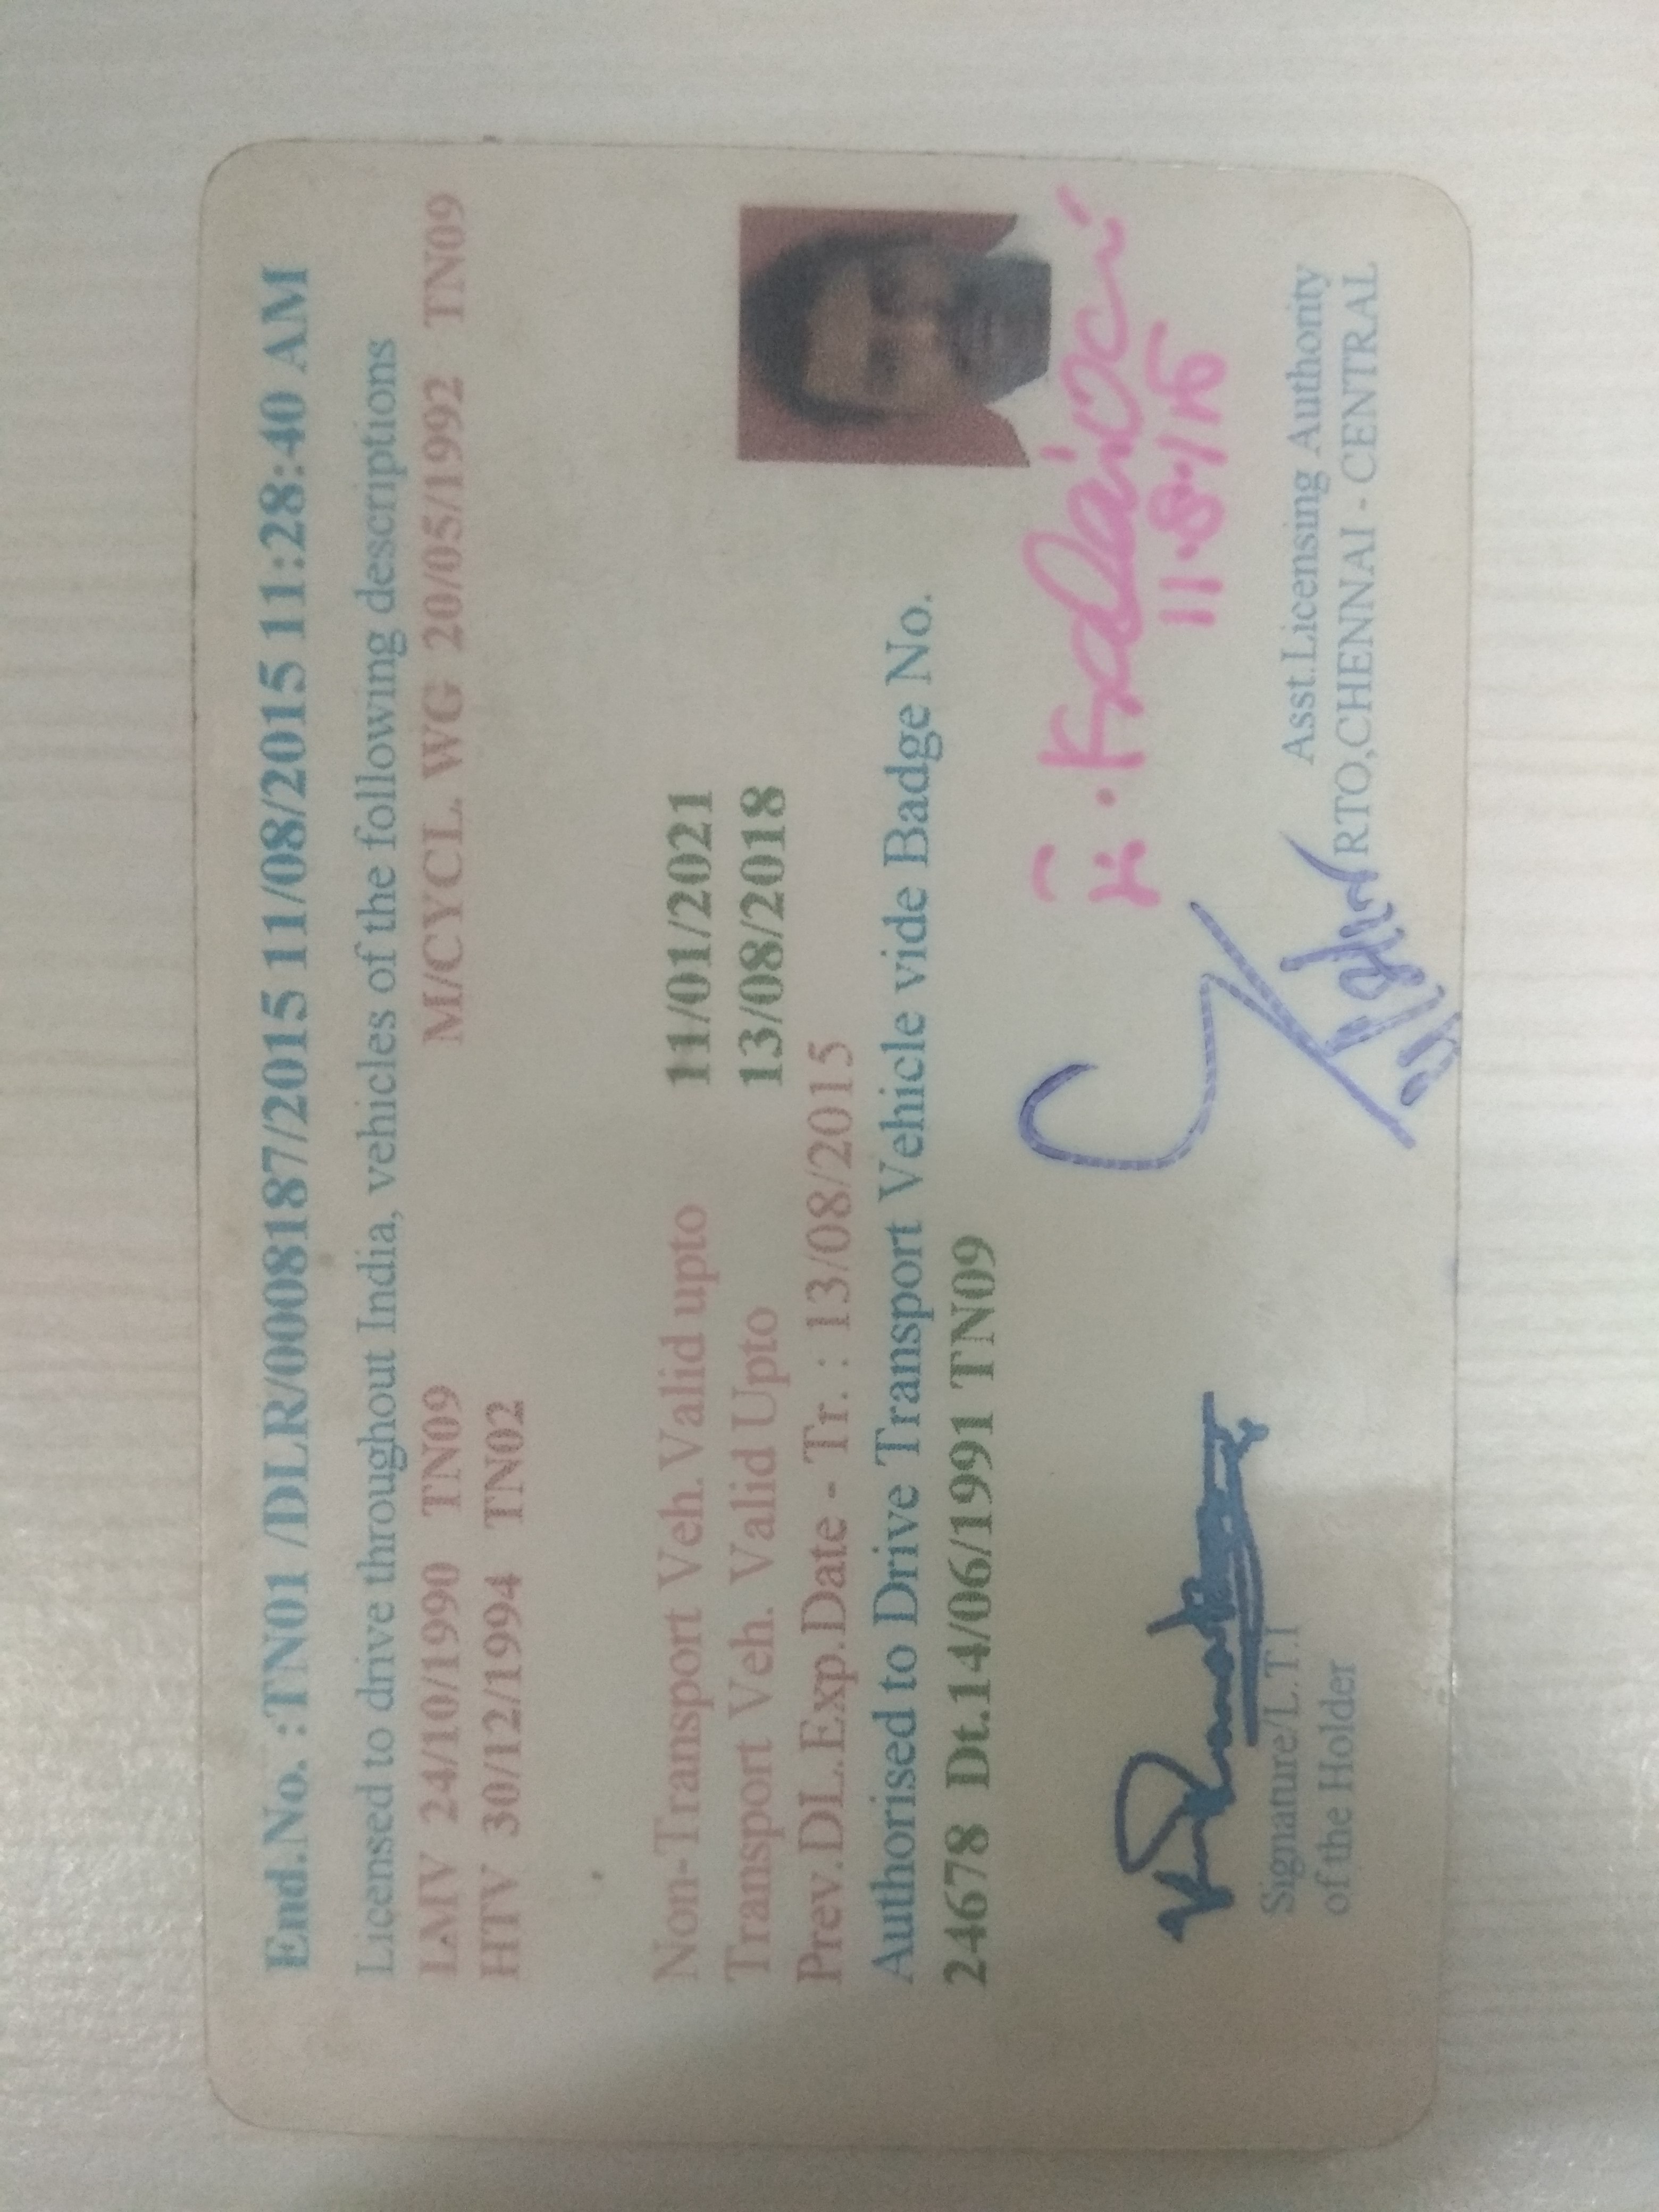 End.No. :TN01 /DLR/0008187/2015 11/08/2015 11:28:40 AM
Licensed to drive throughout India, vehicles of the following descriptions
LMV 24/10/1990 TN09 M/CYCL. WG 20/05/1992 TN09
HTV 30/12/1994 TN02
Non-Transport Veh. Valid upto 11/01/2021
Transport Veh. Valid Upto 13/08/2018
Prev.DL.Exp.Date - Tr. : 13/08/2015
Authorised to Drive Transport Vehicle vide Badge No.
24678 Dt.14/06/1991 TN09
11.8.15
Signature/L.T.I
of the Holder
Asst.Licensing Authority
RTO,CHENNAI - CENTRAL